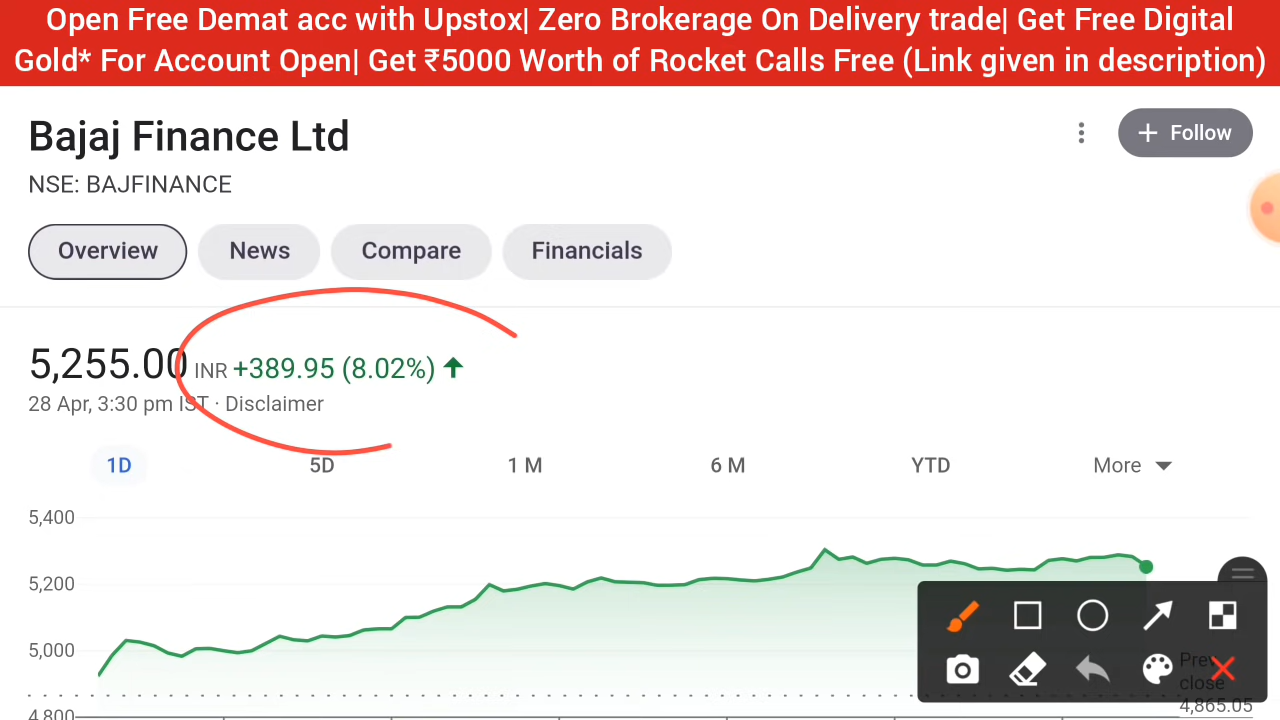 Open Free Demat acc with Upstox| Zero Brokerage On Delivery trade| Get Free Digital
Gold* For Account Open| Get ₹5000 Worth of Rocket Calls Free (Link given in description)
Bajaj Finance Ltd
+ Follow
NSE: BAJFINANCE
Overview News Compare Financials
5,255.00 INR +389.95 (8.02%)
28 Apr, 3:30 pm IST · Disclaimer
1D 5D 1 M 6 M YTD More
5,400
5,200
5,000
Prev
close
4,865.05
4,800